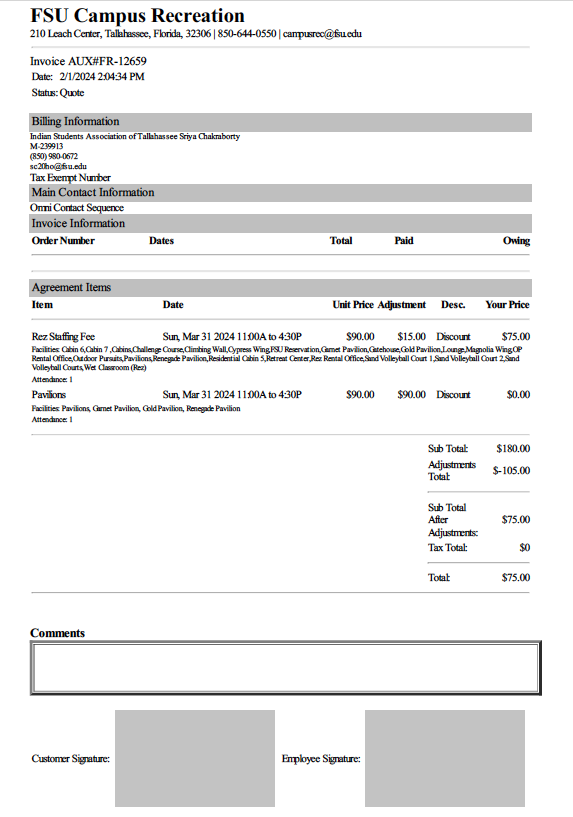 FSU Campus Recreation
210 Leach Center, Tallahassee, Florida, 32306 | 850-644-0550 | campusrec@fsu.edu
Invoice AUX#FR-12659
Date: 2/1/2024 2:04:34 PM
Status: Quote
Billing Information
Indian Students Association of Tallahassee Sriya Chakraborty
M-239913
(850) 980-0672
sc20ho@fsu.edu
Tax Exempt Number
Main Contact Information
Omni Contact Sequence
Invoice Information
Order Number Dates Total Paid Owing
Agreement Items
Item Date Unit Price Adjustment Desc. Your Price
Rez Staffing Fee Sun, Mar 31 2024 11:00A to 4:30P $90.00 $15.00 Discount $75.00
Facilities: Cabin 6,Cabin 7 ,Cabins,Challenge Course,Climbing Wall,Cypress Wing,FSU Reservation,Garnet Pavilion,Gatehouse,Gold Pavilion,Lounge,Magnolia Wing,OP
Rental Office,Outdoor Pursuits,Pavilions,Renegade Pavilion,Residential Cabin 5,Retreat Center,Rez Rental Office,Sand Volleyball Court 1,Sand Volleyball Court 2,Sand
Volleyball Courts,Wet Classroom (Rez)
Attendance: 1
Pavilions Sun, Mar 31 2024 11:00A to 4:30P $90.00 $90.00 Discount $0.00
Facilities: Pavilions, Garnet Pavilion, Gold Pavilion, Renegade Pavilion
Attendance: 1
Sub Total: $180.00
Adjustments
Total: $-105.00
Sub Total
After
Adjustments: $75.00
Tax Total: $0
Total: $75.00
Comments
Customer Signature: Employee Signature: